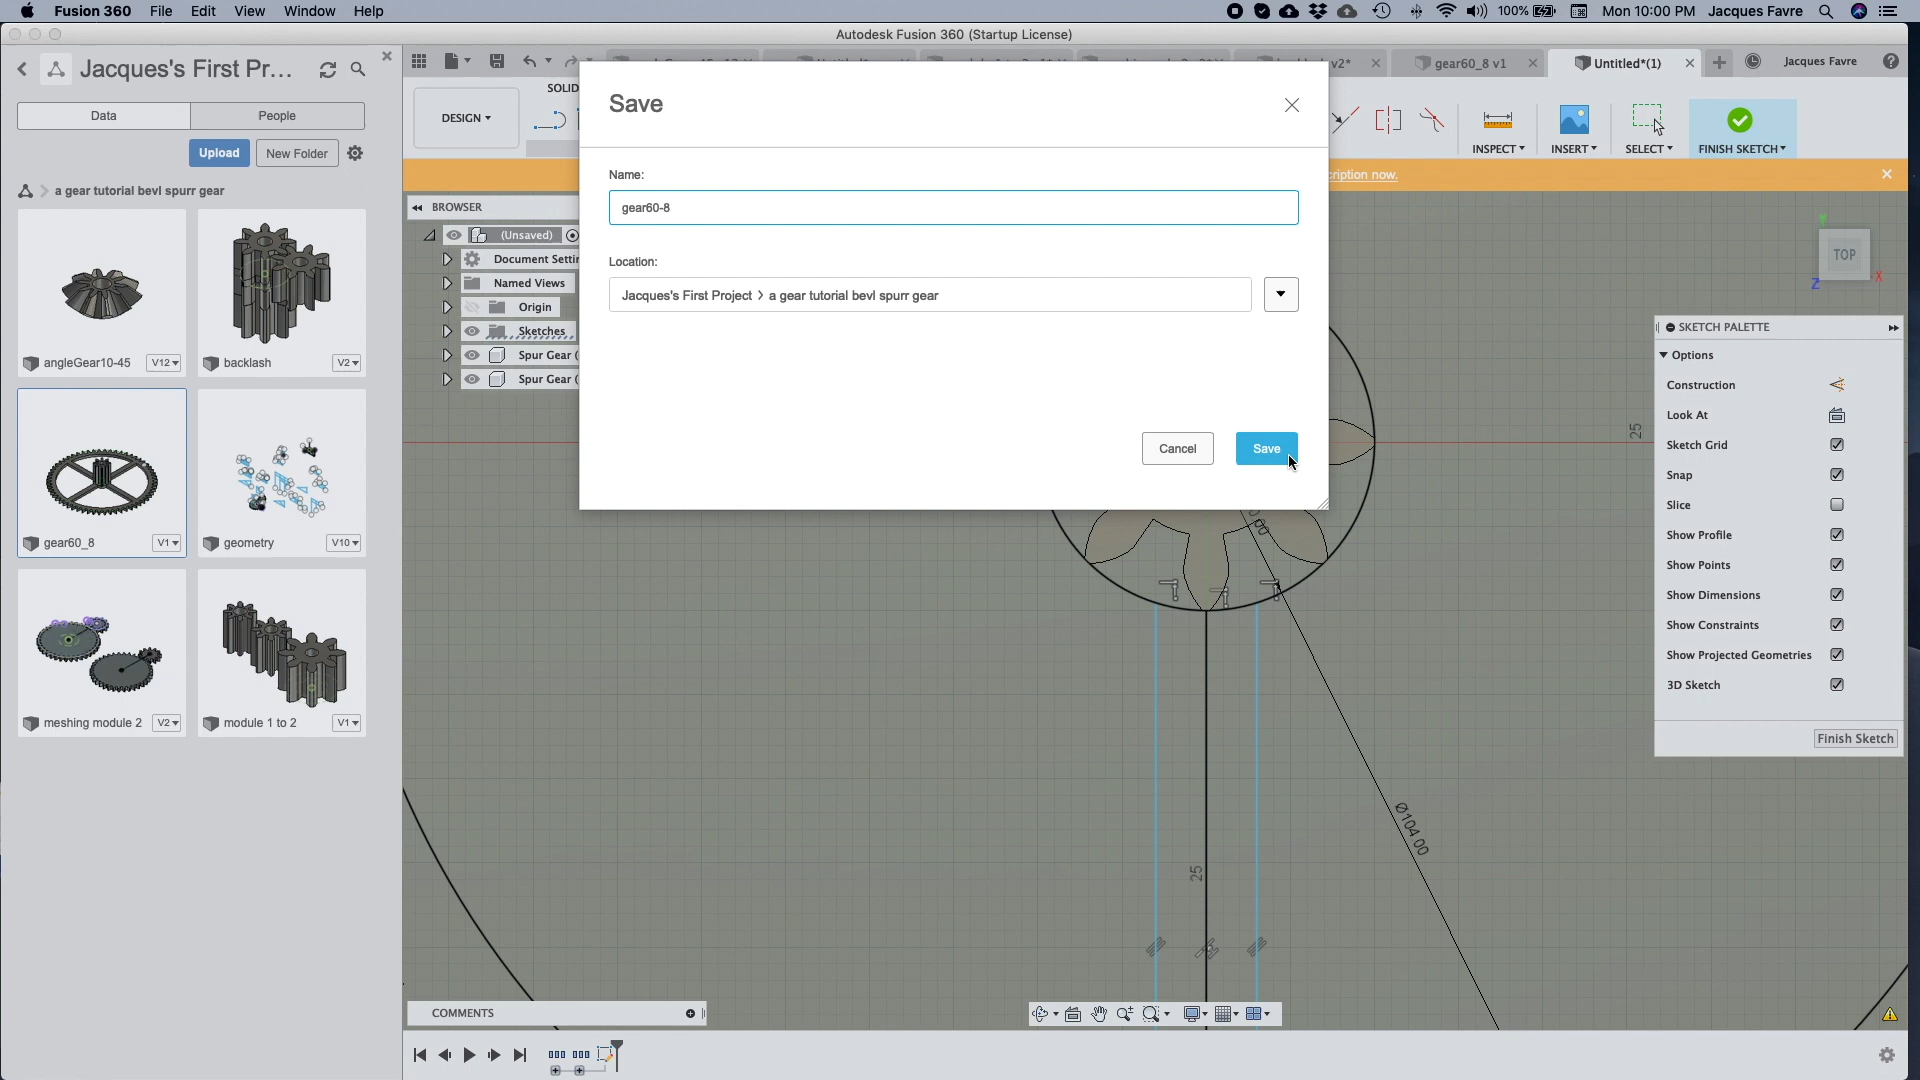 Fusion 360 File Edit View Window Help 100% Mon 10:00 PM Jacques Favre
Autodesk Fusion 360 (Startup License)
Jacques's First Pr...
Data People
Upload New Folder
a gear tutorial bevl spurr gear
angleGear10-45 V12
backlash V2
gear60_8 V1
geometry V10
meshing module 2 V2
module 1 to 2 V1
v2*
gear60_8 v1
Untitled*(1)
Jacques Favre
DESIGN
SOLID
INSPECT
INSERT
SELECT
FINISH SKETCH
cription now.
BROWSER
(Unsaved)
Document Setti
Named Views
Origin
Sketches
Spur Gear (
Spur Gear (
Save
Name:
gear60-8
Location:
Jacques's First Project > a gear tutorial bevl spurr gear
Cancel Save
TOP
X
Y
Z
25
Ø104.00
25
SKETCH PALETTE
Options
Construction
Look At
Sketch Grid
Snap
Slice
Show Profile
Show Points
Show Dimensions
Show Constraints
Show Projected Geometries
3D Sketch
Finish Sketch
COMMENTS